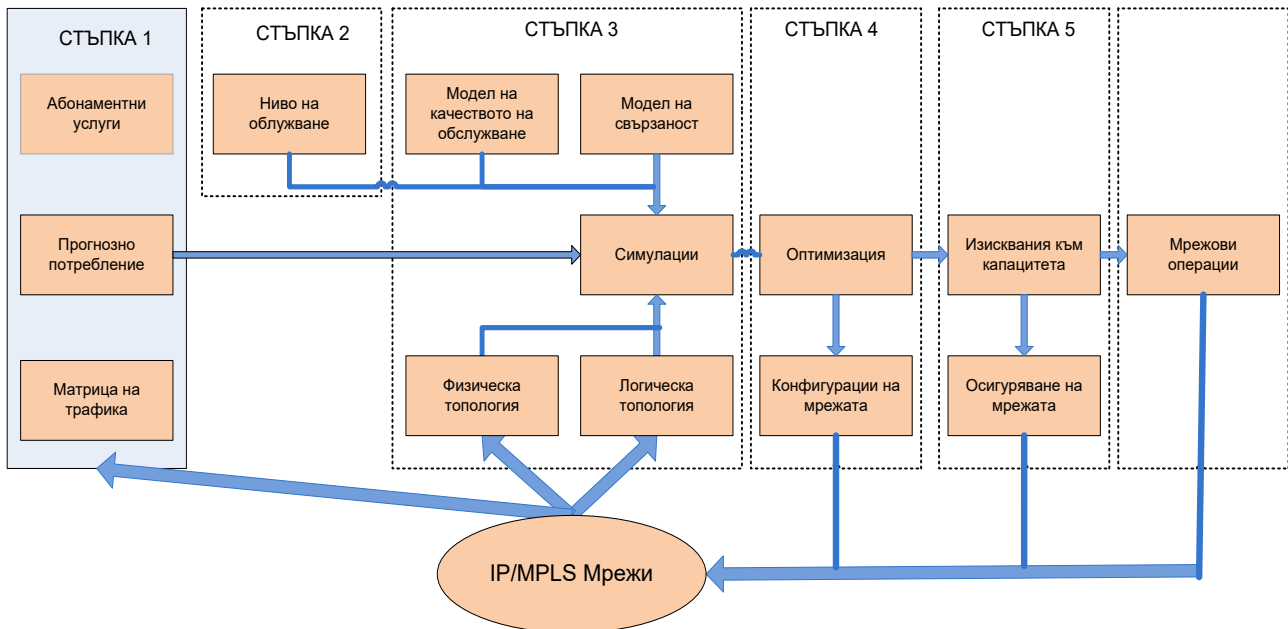 СТЪПКА 1
Абонаментни
услуги
Прогнозно
потребление
Матрица на
трафика
СТЪПКА 2
Ниво на
облужване
СТЪПКА 3
Модел на
качеството на
обслужване
Модел на
свързаност
Симулации
Физическа
топология
Логическа
топология
СТЪПКА 4
Оптимизация
Конфигурации на
мрежата
СТЪПКА 5
Изисквания към
капацитета
Осигуряване на
мрежата
Мрежови
операции
IP/MPLS Мрежи